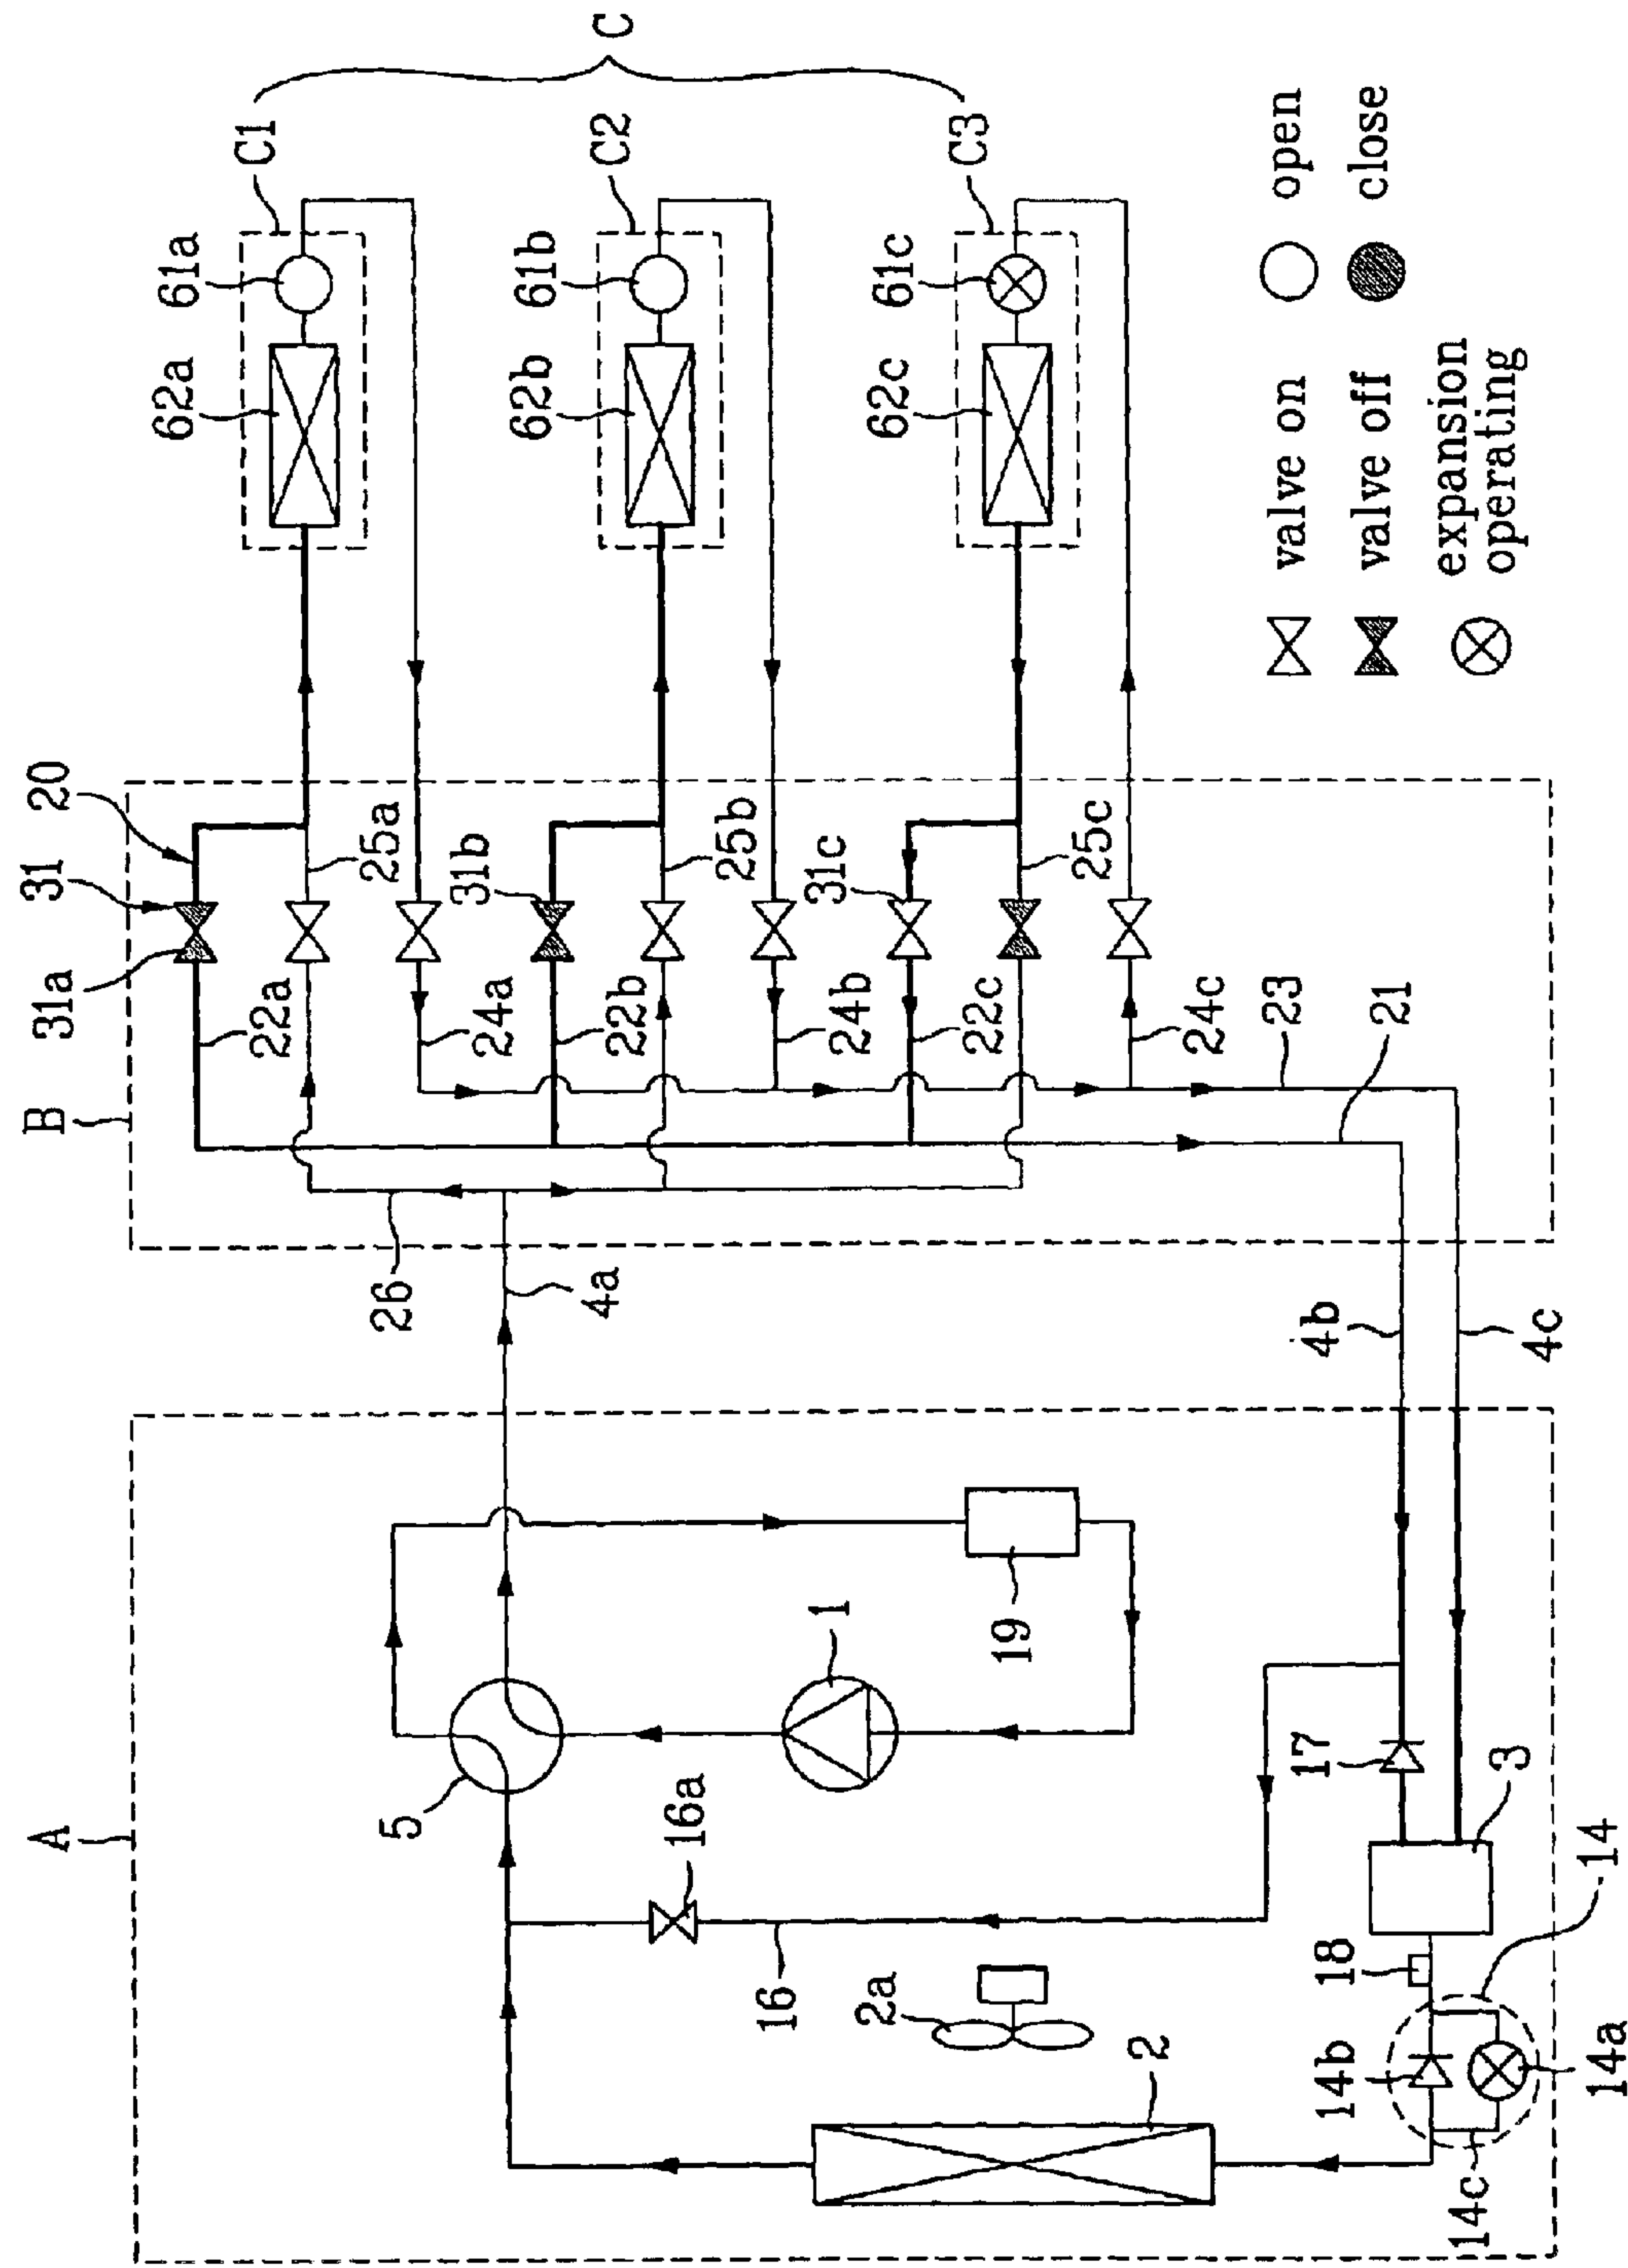 A
5
16a
16
2a
2
1
19
17
3
18
14
14b
14a
14c
B
26
4a
4b
4c
20
31
31a
22a
25a
24a
31b
22b
25b
24b
31c
22c
25c
24c
23
21
C
C1
61a
62a
C2
61b
62b
C3
61c
62c
valve on
open
valve off
close
expansion
operating